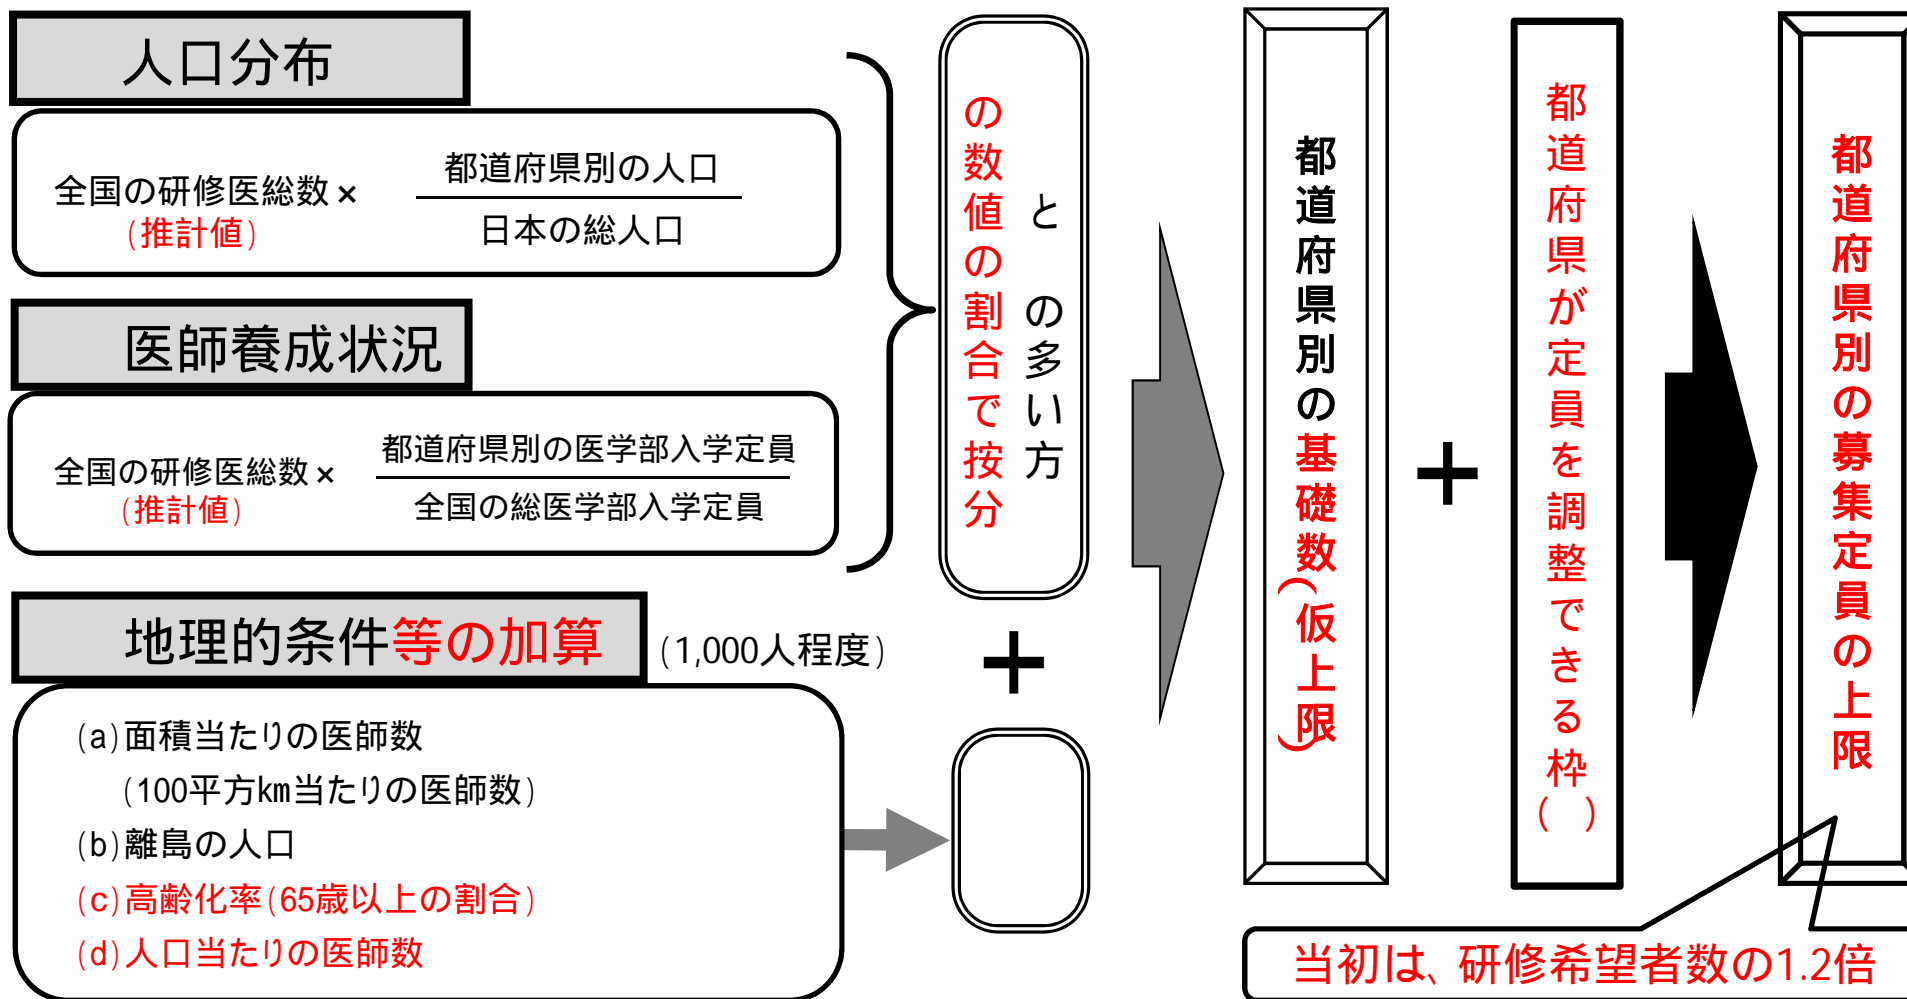 人口分布
全国の研修医総数×
(推計値)
都道府県別の人口
日本の総人口
医師養成状況
全国の研修医総数×
(推計値)
都道府県別の医学部入学定員
全国の総医学部入学定員
地理的条件等の加算
(1,000人程度)
(a)面積当たりの医師数
(100平方㎞当たりの医師数)
(b)離島の人口
(c)高齢化率(65歳以上の割合)
(d)人口当たりの医師数
と の多い方
の数値の割合で按分
+
都道府県別の基礎数(仮上限)
+
都道府県が定員を調整できる枠( )
都道府県別の募集定員の上限
当初は、研修希望者数の1.2倍